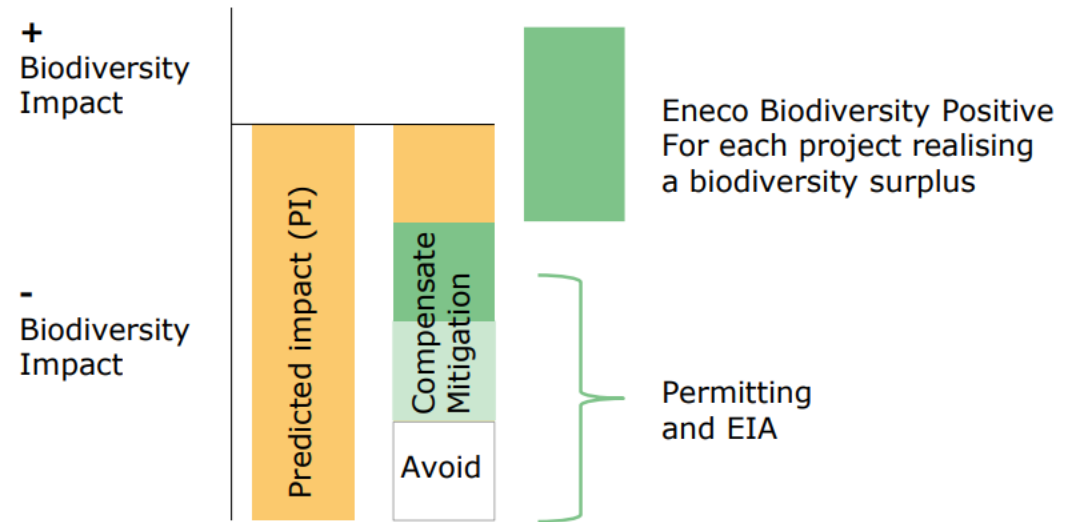 +
Biodiversity
Impact
-
Biodiversity
Impact
Predicted impact (PI)
Compensate
Mitigation
Avoid
Eneco Biodiversity Positive
For each project realising
a biodiversity surplus
Permitting
and EIA